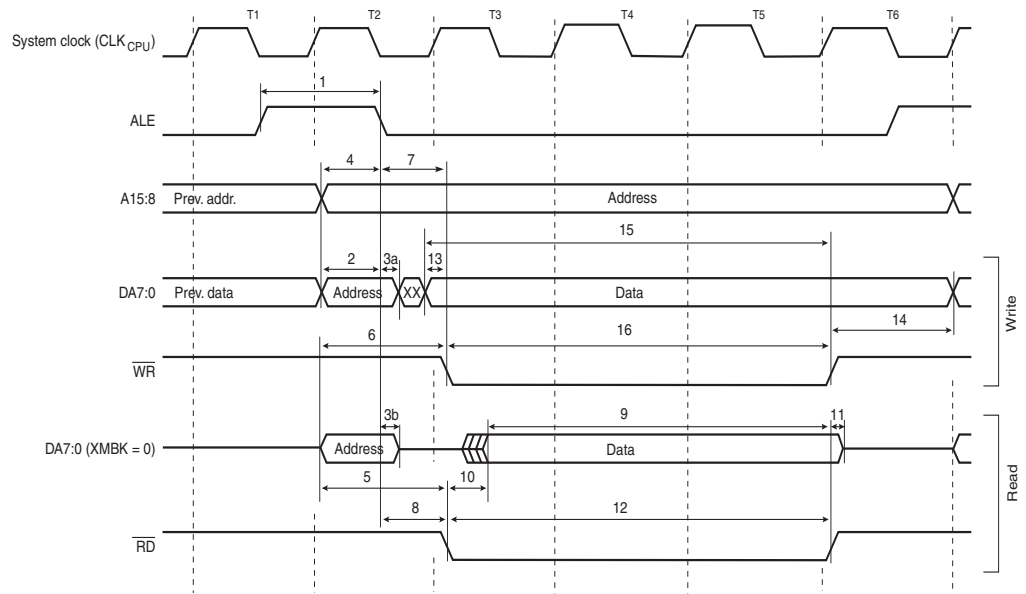 T1 T2 T3 T4 T5 T6
System clock (CLK CPU)
1
ALE
4 7
A15:8 Prev. addr. Address
15
2 3a 13
DA7:0 Prev. data Address XX Data
Write
6 16 14
WR
3b 9 11
DA7:0 (XMBK = 0) Address Data
Read
5 10
8 12
RD